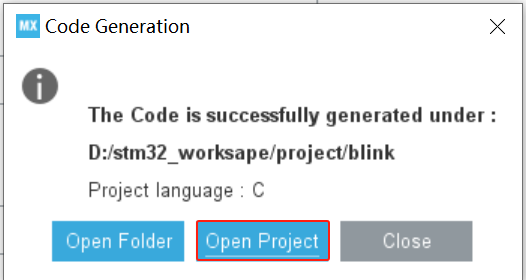 MX Code Generation
The Code is successfully generated under :
D:/stm32_worksape/project/blink
Project language : C
Open Folder Open Project Close